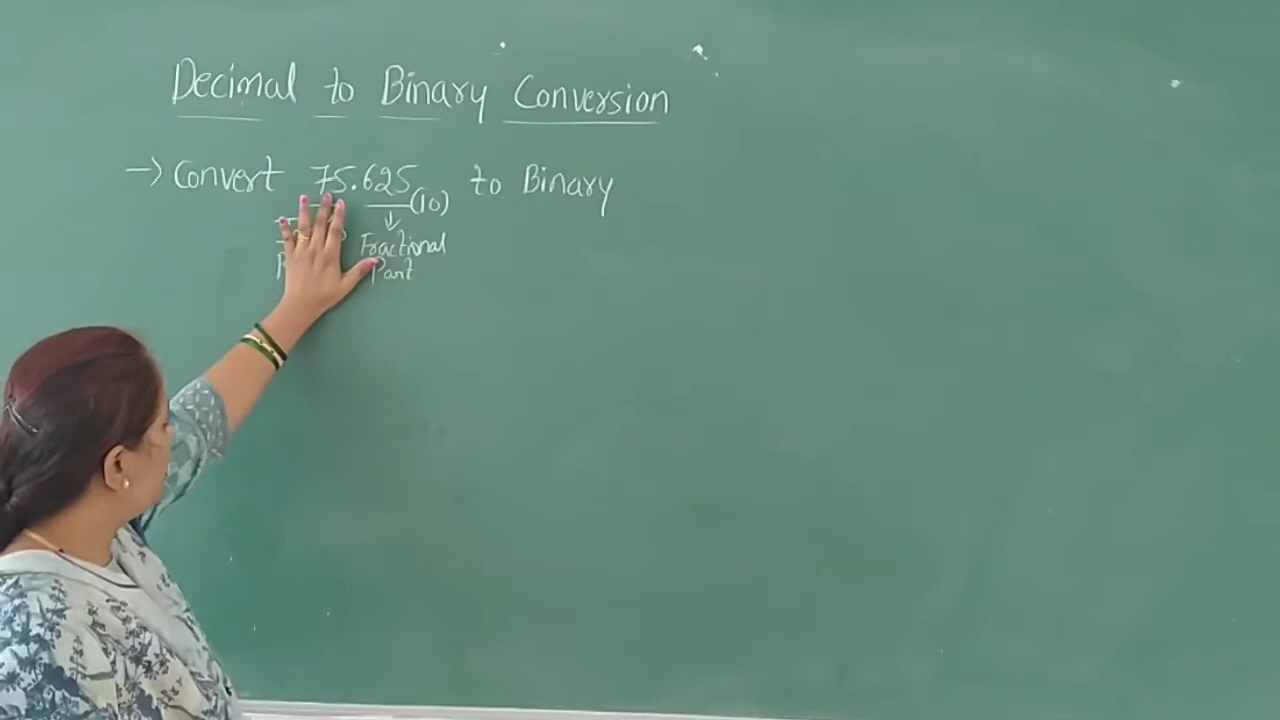 Decimal to Binary Conversion
→ Convert 75.625(10) to Binary
↓
Fractional
Part